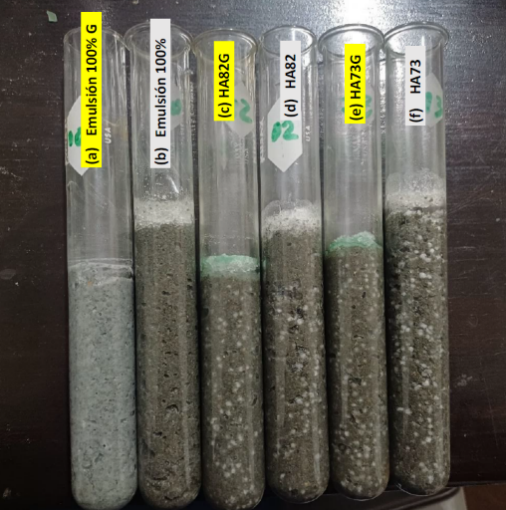 (a) Emulsión 100% G
(b) Emulsión 100%
(c) HA82G
(d) HA82
(e) HA73G
(f) HA73